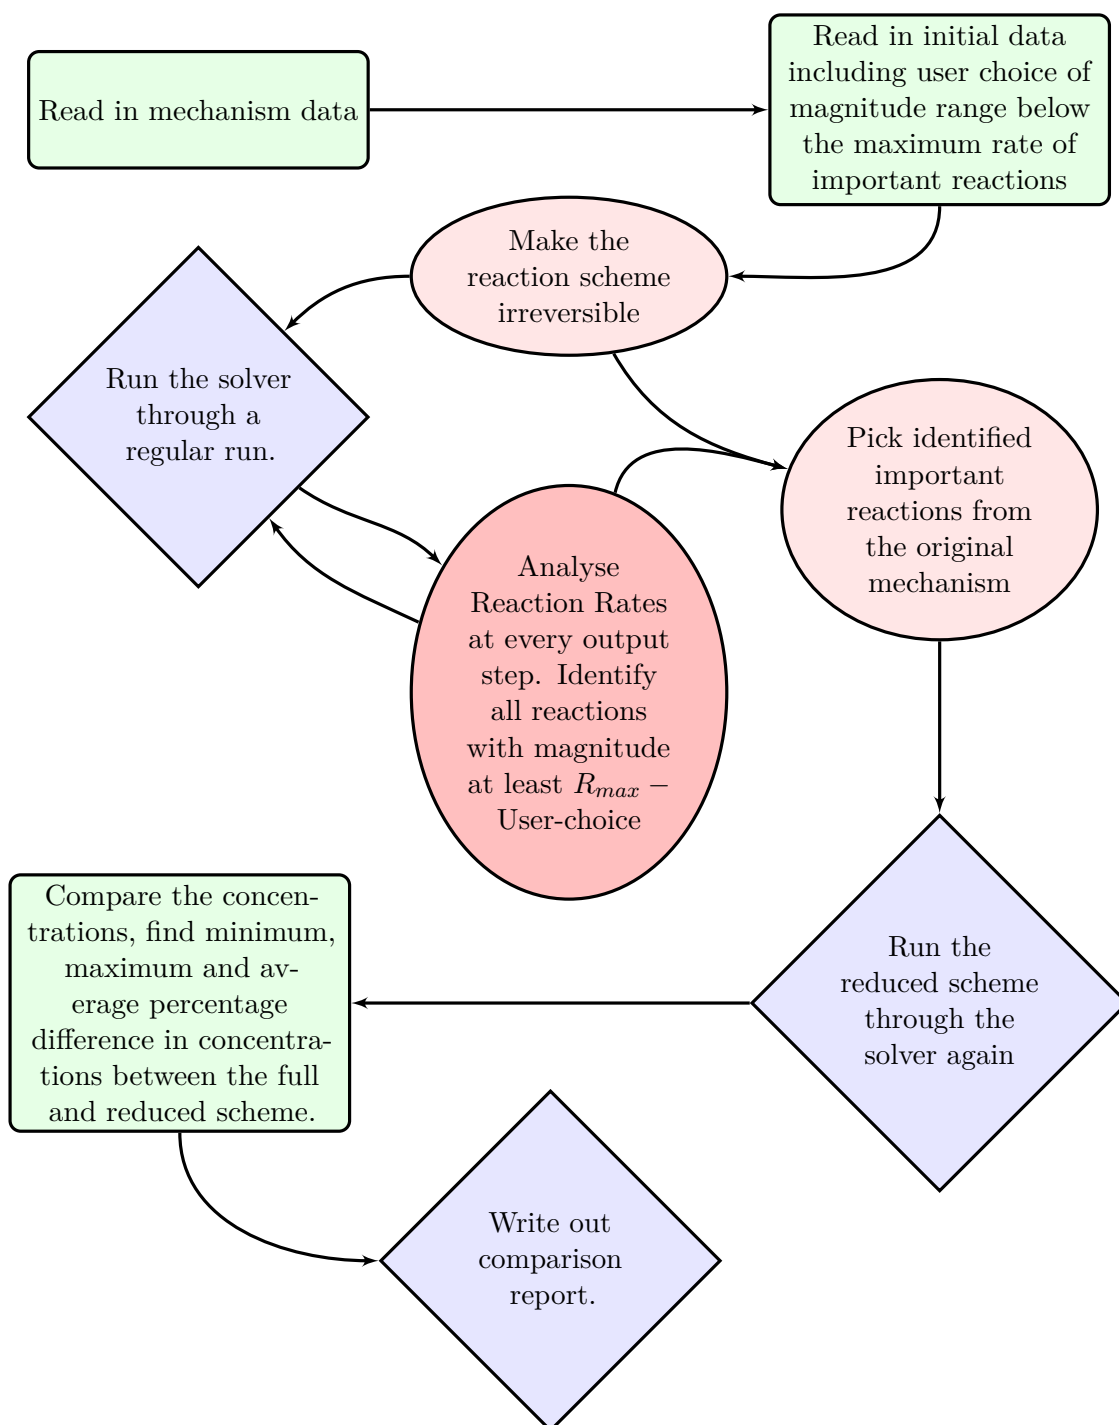 Read in mechanism data
Read in initial data
including user choice of
magnitude range below
the maximum rate of
important reactions
Make the
reaction scheme
irreversible
Run the solver
through a
regular run.
Pick identified
important
reactions from
the original
mechanism
Analyse
Reaction Rates
at every output
step. Identify
all reactions
with magnitude
at least R_{max} −
User-choice
Run the
reduced scheme
through the
solver again
Compare the concen-
trations, find minimum,
maximum and av-
erage percentage
difference in concentra-
tions between the full
and reduced scheme.
Write out
comparison
report.